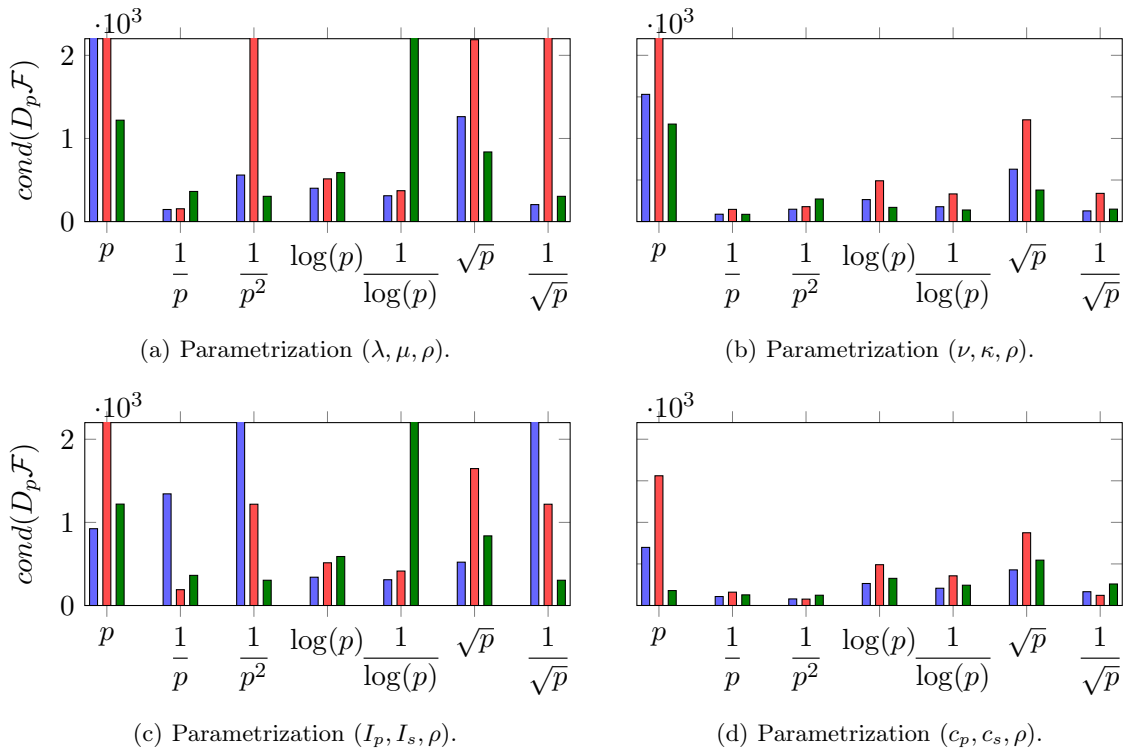 ·10³ ·10³
cond(D_p F)
2
1
0
p 1/p 1/p² log(p) 1/log(p) √p 1/√p p 1/p 1/p² log(p) 1/log(p) √p 1/√p
(a) Parametrization (λ, μ, ρ). (b) Parametrization (ν, κ, ρ).
·10³ ·10³
cond(D_p F)
2
1
0
p 1/p 1/p² log(p) 1/log(p) √p 1/√p p 1/p 1/p² log(p) 1/log(p) √p 1/√p
(c) Parametrization (I_p, I_s, ρ). (d) Parametrization (c_p, c_s, ρ).